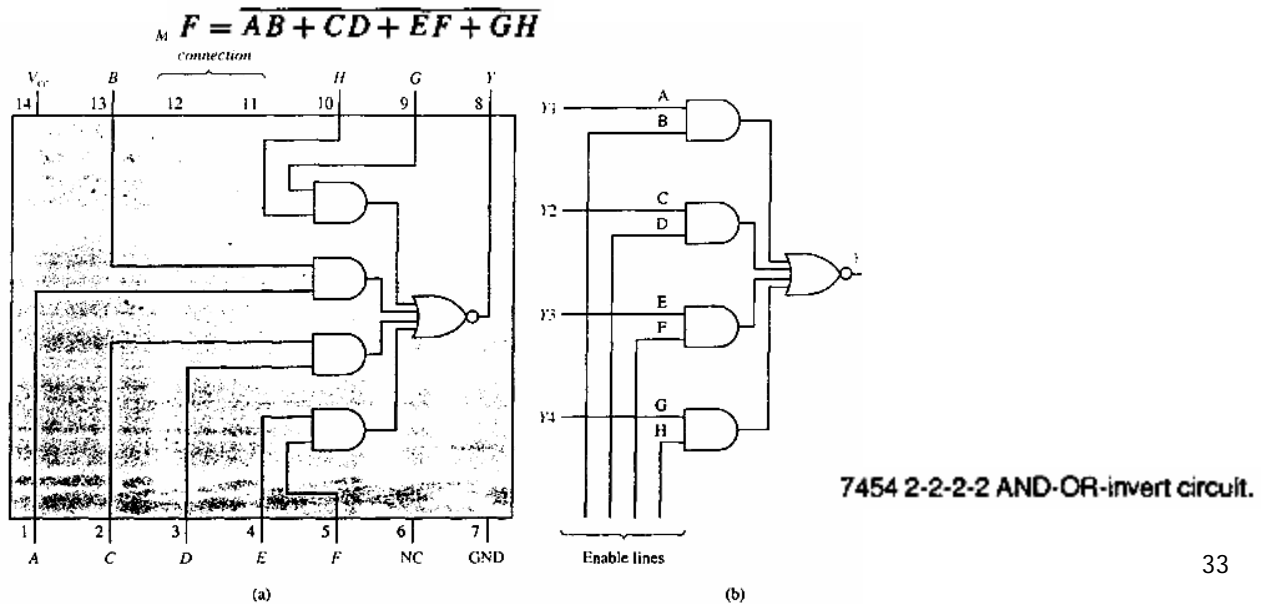 M F = \overline{AB + CD + EF + GH}
connection
Vcc B H G Y
14 13 12 11 10 9 8
1 2 3 4 5 6 7
A C D E F NC GND
(a)
Y1 A
B
Y2 C
D
Y3 E
F
Y4 G
H
Y
Enable lines
(b)
7454 2-2-2-2 AND-OR-invert circuit.
33